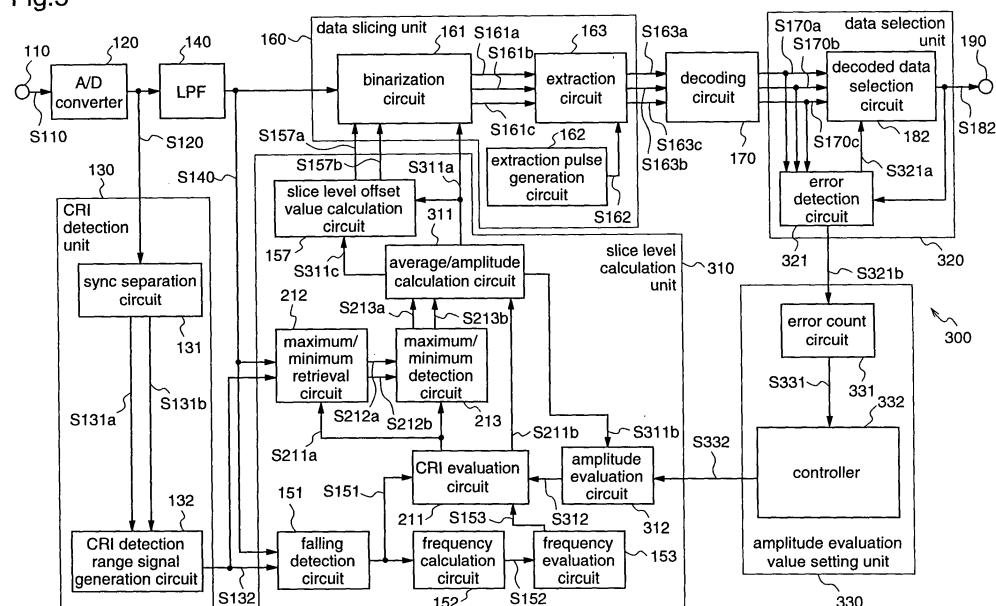 Fig.5
110
120
A/D
converter
S110
S120
140
LPF
S140
160
data slicing unit
161
binarization
circuit
S161a
S161b
S161c
163
extraction
circuit
S163a
S163b
S163c
162
extraction pulse
generation
circuit
S162
decoding
circuit
170
S170a
S170b
S170c
data selection
unit
decoded data
selection
circuit
182
190
S182
S321a
error
detection
circuit
321
320
S321b
130
CRI
detection
unit
sync separation
circuit
131
S131a
S131b
132
CRI detection
range signal
generation circuit
S132
S157a
S157b
S311a
slice level offset
value calculation
circuit
157
S311c
311
average/amplitude
calculation circuit
slice level
calculation
unit
310
212
maximum/
minimum
retrieval
circuit
S213a
S213b
maximum/
minimum
detection
circuit
213
S212a
S212b
S211a
S211b
S311b
CRI evaluation
circuit
211
S151
S153
S312
amplitude
evaluation
circuit
312
151
falling
detection
circuit
frequency
calculation
circuit
152
S152
frequency
evaluation
circuit
153
error count
circuit
331
S331
300
332
controller
S332
amplitude evaluation
value setting unit
330